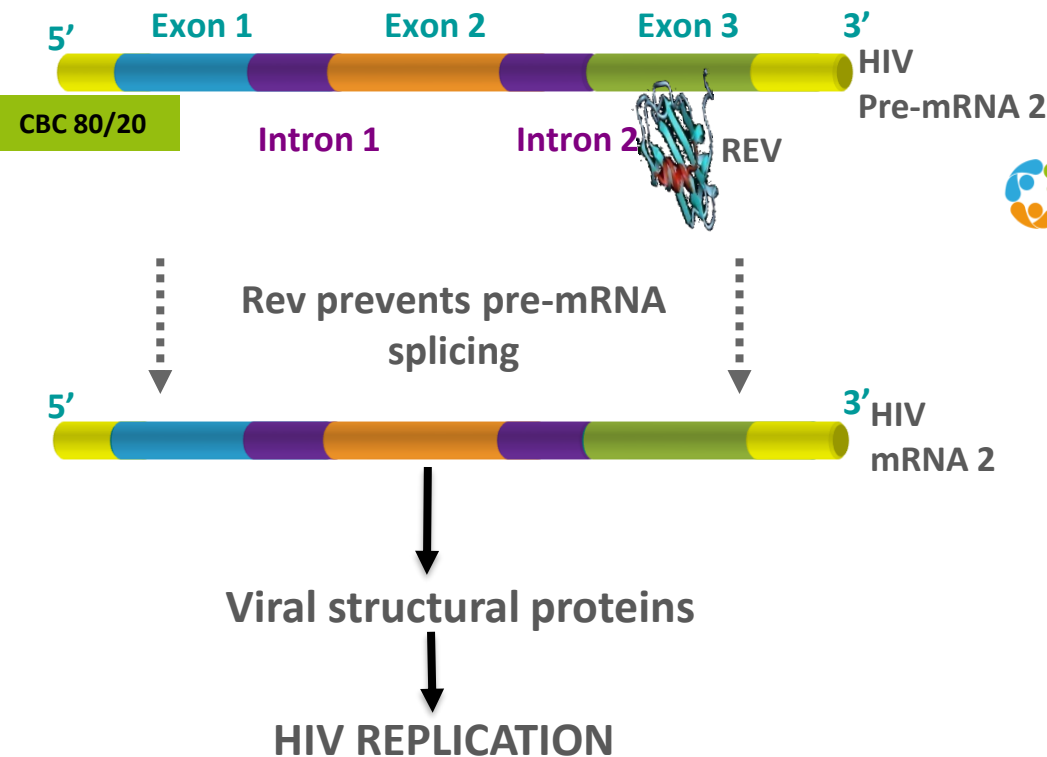 5’ Exon 1 Exon 2 Exon 3 3’
HIV
Pre-mRNA 2
CBC 80/20
Intron 1 Intron 2 REV
Rev prevents pre-mRNA
splicing
5’ 3’ HIV
mRNA 2
Viral structural proteins
HIV REPLICATION